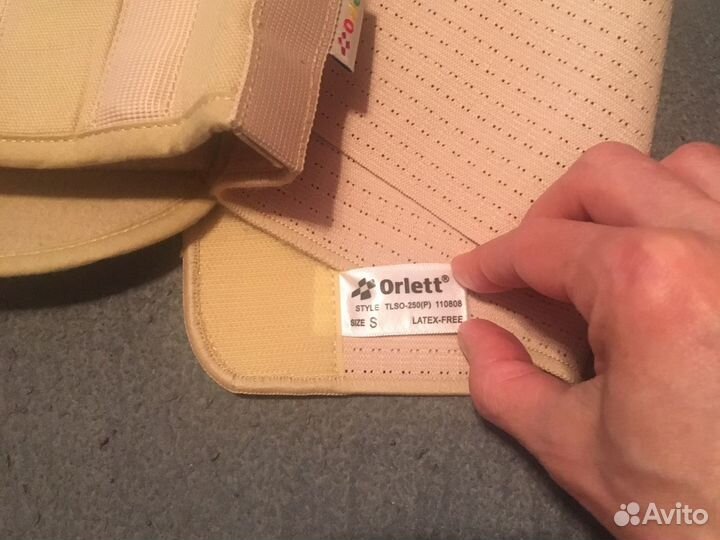 Orlett®
STYLE TLSO-250(P) 110808
SIZE S LATEX-FREE
Avito